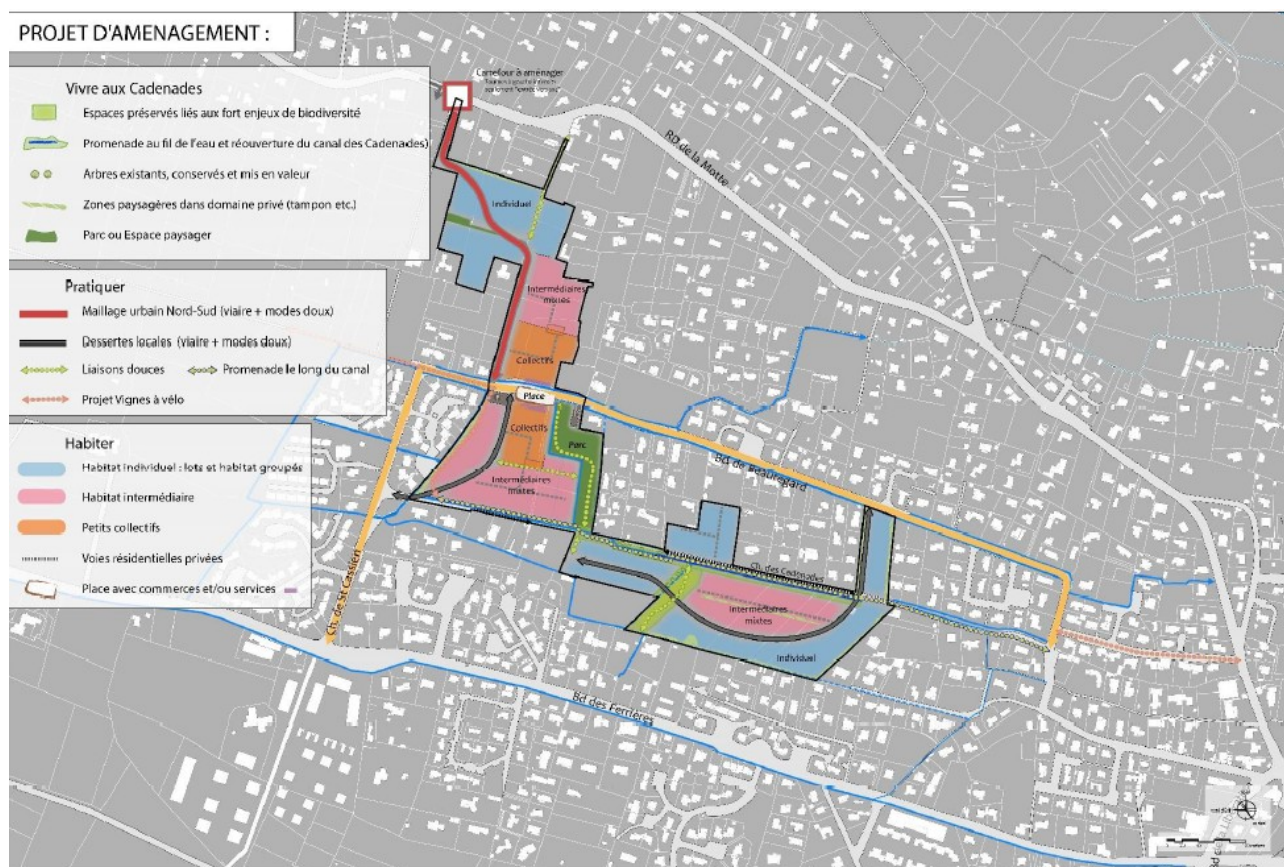 PROJET D'AMENAGEMENT :
Vivre aux Cadenades
Espaces préservés liés aux fort enjeux de biodiversité
Promenade au fil de l'eau et réouverture du canal des Cadenades)
Arbres existants, conservés et mis en valeur
Zones paysagères dans domaine privé (tampon etc.)
Parc ou Espace paysager
Pratiquer
Maillage urbain Nord-Sud (viaire + modes doux)
Dessertes locales (viaire + modes doux)
Liaisons douces
Promenade le long du canal
Projet Vignes à vélo
Habiter
Habitat individuel : lots et habitat groupés
Habitat intermédiaire
Petits collectifs
Voies résidentielles privées
Place avec commerces et/ou services
Carrefour à aménager
RD de la Motte
Individuel
Intermédiaires
mixtes
Collectifs
Place
Collectifs
Parc
Intermédiaires
mixtes
Bd de Beauregard
Ch. des Cadenades
Intermédiaires
mixtes
Individuel
Ch. de St Cassien
Bd des Ferrières